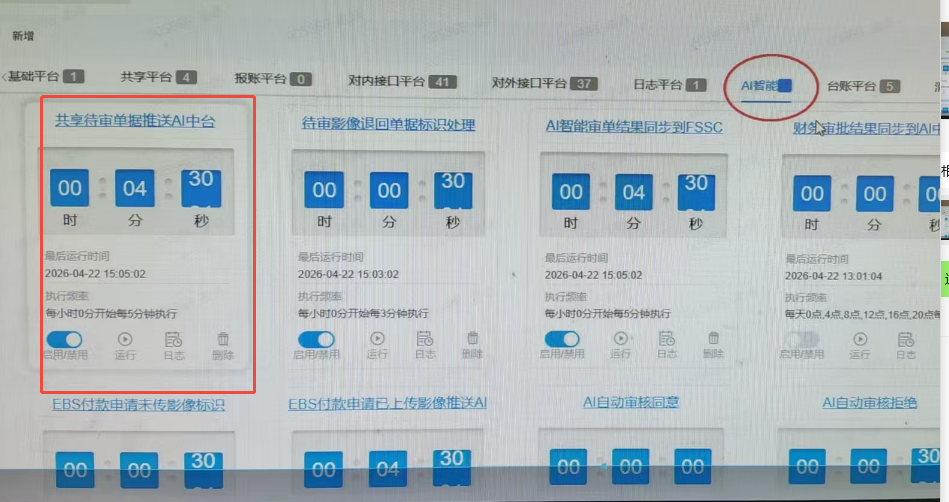 新增
基础平台 1
共享平台 4
报账平台 0
对内接口平台 41
对外接口平台 37
日志平台 1
AI智能
台账平台 5
共享待审单据推送AI中台
待审影像退回单据标识处理
AI智能审单结果同步到FSSC
财务审批结果同步到AI中
00 04 30
00 00 30
00 04 30
00 00
时 分 秒
时 分 秒
时 分 秒
时 分 秒
最后运行时间
2026-04-22 15:05:02
执行频率
每小时0分开始每5分钟执行
启用/禁用 运行 日志 删除
最后运行时间
2026-04-22 15:03:02
执行频率
每小时0分开始每3分钟执行
启用/禁用 运行 日志 删除
最后运行时间
2026-04-22 15:05:02
执行频率
每小时0分开始每5分钟执行
启用/禁用 运行 日志 删除
最后运行时间
2026-04-22 13:01:04
执行频率
每天0点,4点,8点,12点,16点,20点每
启用/禁用 运行 日志
EBS付款申请未传影像标识
EBS付款申请已上传影像推送AI
AI自动审核同意
AI自动审核拒绝
00 00 30
00 04 30
00 00 00
00 00 30